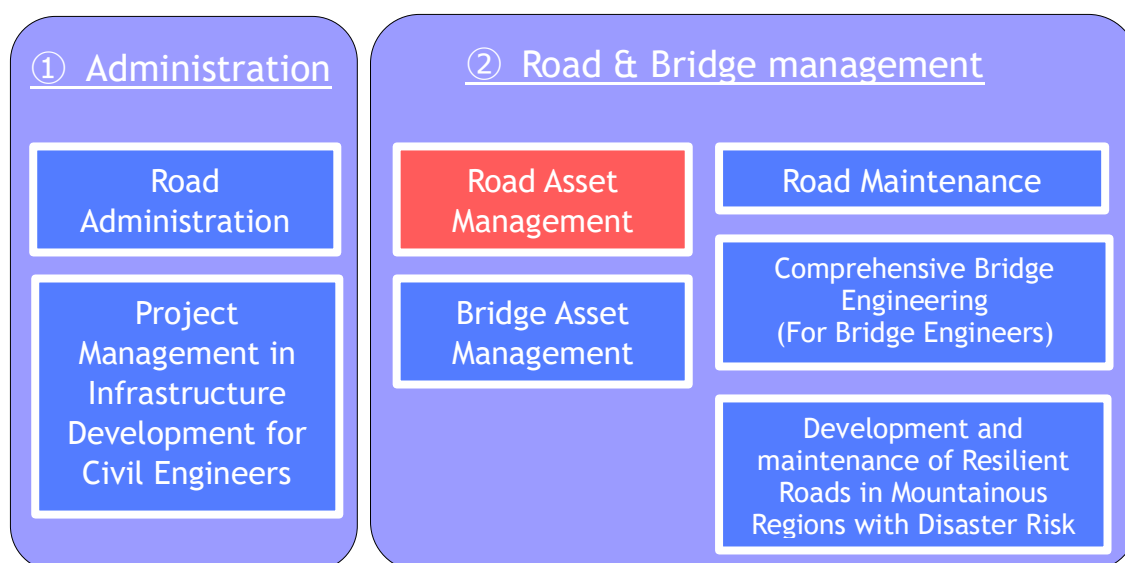 ① Administration
Road
Administration
Project
Management in
Infrastructure
Development for
Civil Engineers
② Road & Bridge management
Road Asset
Management
Bridge Asset
Management
Road Maintenance
Comprehensive Bridge
Engineering
(For Bridge Engineers)
Development and
maintenance of Resilient
Roads in Mountainous
Regions with Disaster Risk